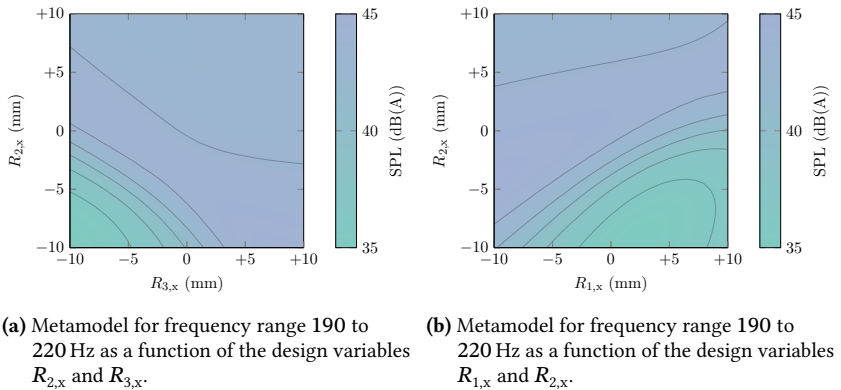 +10
+5
0
−5
−10
R2,x (mm)
−10
−5
0
+5
+10
R3,x (mm)
45
40
35
SPL (dB(A))
+10
+5
0
−5
−10
R2,x (mm)
−10
−5
0
+5
+10
R1,x (mm)
45
40
35
SPL (dB(A))
(a) Metamodel for frequency range 190 to
220 Hz as a function of the design variables
R2,x and R3,x.
(b) Metamodel for frequency range 190 to
220 Hz as a function of the design variables
R1,x and R2,x.